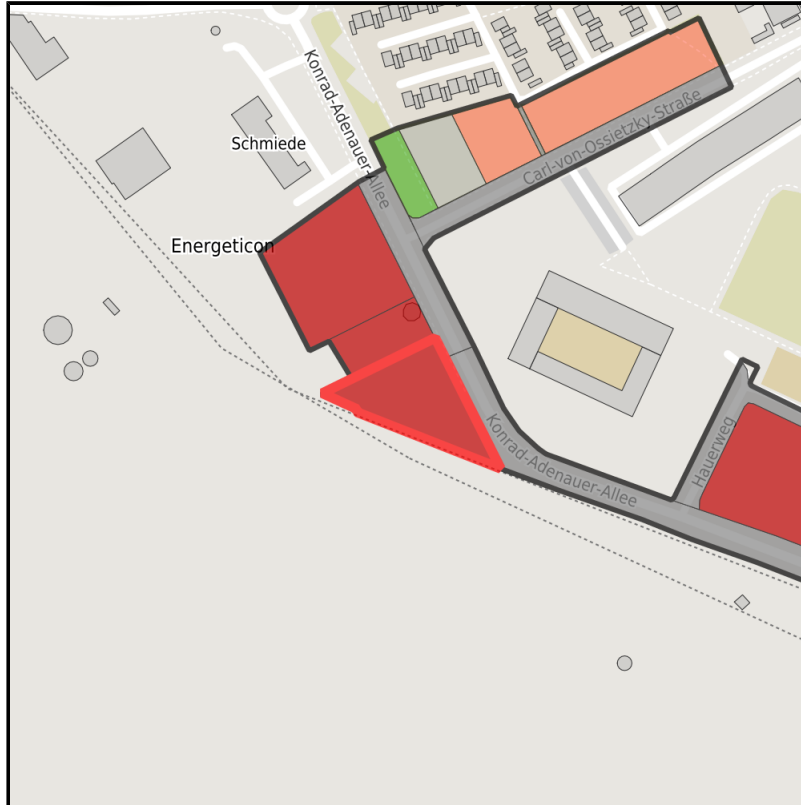 Konrad-Adenauer-Allee
Schmiede
Carl-von-Ossietzky-Straße
Energeticon
Konrad-Adenauer-Allee
Hauerweg